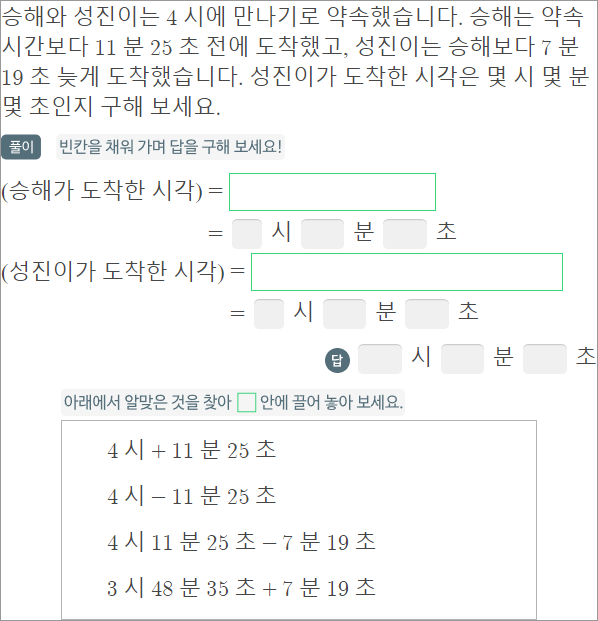 승해와 성진이는 4 시에 만나기로 약속했습니다. 승해는 약속
시간보다 11 분 25 초 전에 도착했고, 성진이는 승해보다 7 분
19 초 늦게 도착했습니다. 성진이가 도착한 시각은 몇 시 몇 분
몇 초인지 구해 보세요.
풀이 빈칸을 채워 가며 답을 구해 보세요!
(승해가 도착한 시각) =
= 시 분 초
(성진이가 도착한 시각) =
= 시 분 초
답 시 분 초
아래에서 알맞은 것을 찾아 안에 끌어 놓아 보세요.
4 시 + 11 분 25 초
4 시 − 11 분 25 초
4 시 11 분 25 초 − 7 분 19 초
3 시 48 분 35 초 + 7 분 19 초